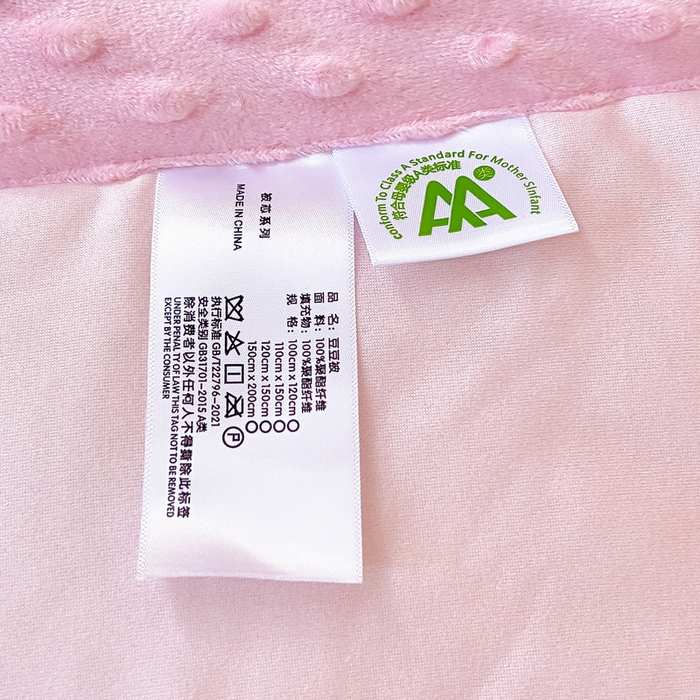 被芯系列
MADE IN CHINA
品 名：豆豆被
面 料：100%聚酯纤维
填充物：100%聚酯纤维
规 格：100cm x 120cm
110cm x 150cm
120cm x 150cm
150cm x 200cm
P
执行标准 GB/T22796-2021
安全类别 GB31701-2015 A类
除消费者以外任何人不得撕除此标签
UNDER PENALTY OF LAW THIS TAG NOT TO BE REMOVED
EXCEPT BY THE CONSUMER
conform To Class A Standard For Mother SInfant
符合母婴级A类标准
AA